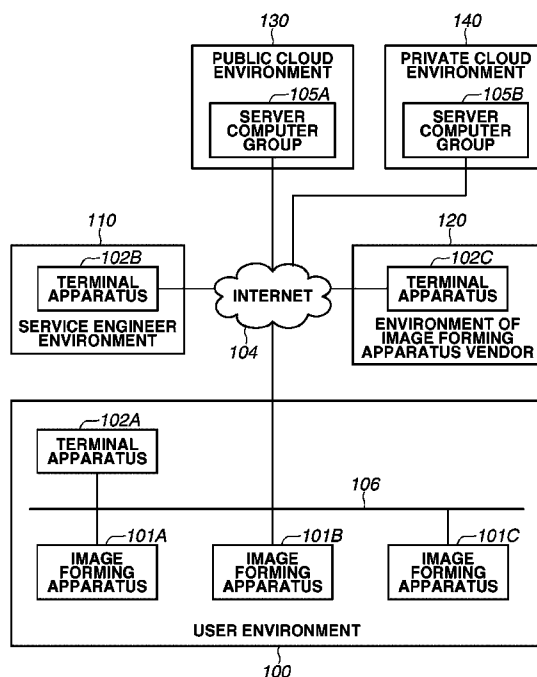 130
140
PUBLIC CLOUD
ENVIRONMENT
105A
SERVER
COMPUTER
GROUP
PRIVATE CLOUD
ENVIRONMENT
105B
SERVER
COMPUTER
GROUP
110
102B
TERMINAL
APPARATUS
SERVICE ENGINEER
ENVIRONMENT
INTERNET
104
120
102C
TERMINAL
APPARATUS
ENVIRONMENT OF
IMAGE FORMING
APPARATUS VENDOR
102A
TERMINAL
APPARATUS
106
101A
IMAGE
FORMING
APPARATUS
101B
IMAGE
FORMING
APPARATUS
101C
IMAGE
FORMING
APPARATUS
USER ENVIRONMENT
100